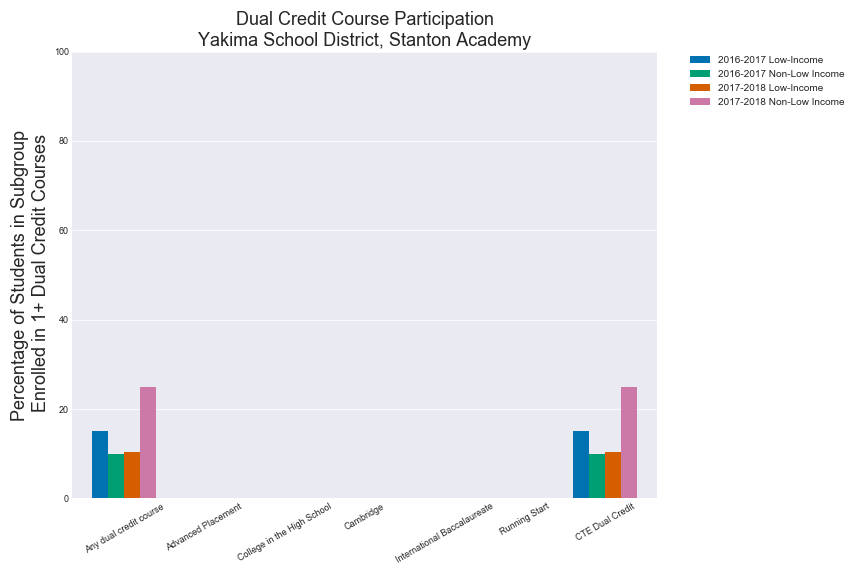 Dual Credit Course Participation
Yakima School District, Stanton Academy
Percentage of Students in Subgroup
Enrolled in 1+ Dual Credit Courses
100
80
60
40
20
0
Any dual credit course
Advanced Placement
College in the High School
Cambridge
International Baccalaureate
Running Start
CTE Dual Credit
2016-2017 Low-Income
2016-2017 Non-Low Income
2017-2018 Low-Income
2017-2018 Non-Low Income